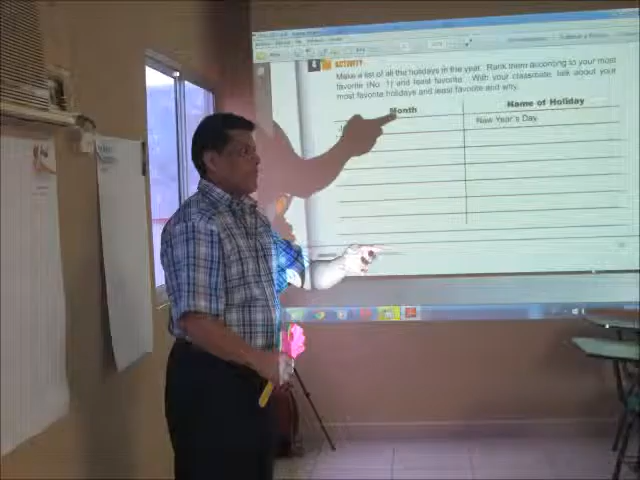 4 ACTIVITY
Make a list of all the holidays in the year. Rank them according to your most
favorite (No. 1) and least favorite. With your classmate, talk about your
most favorite holidays and least favorite and why.
Month Name of Holiday
New Year's Day